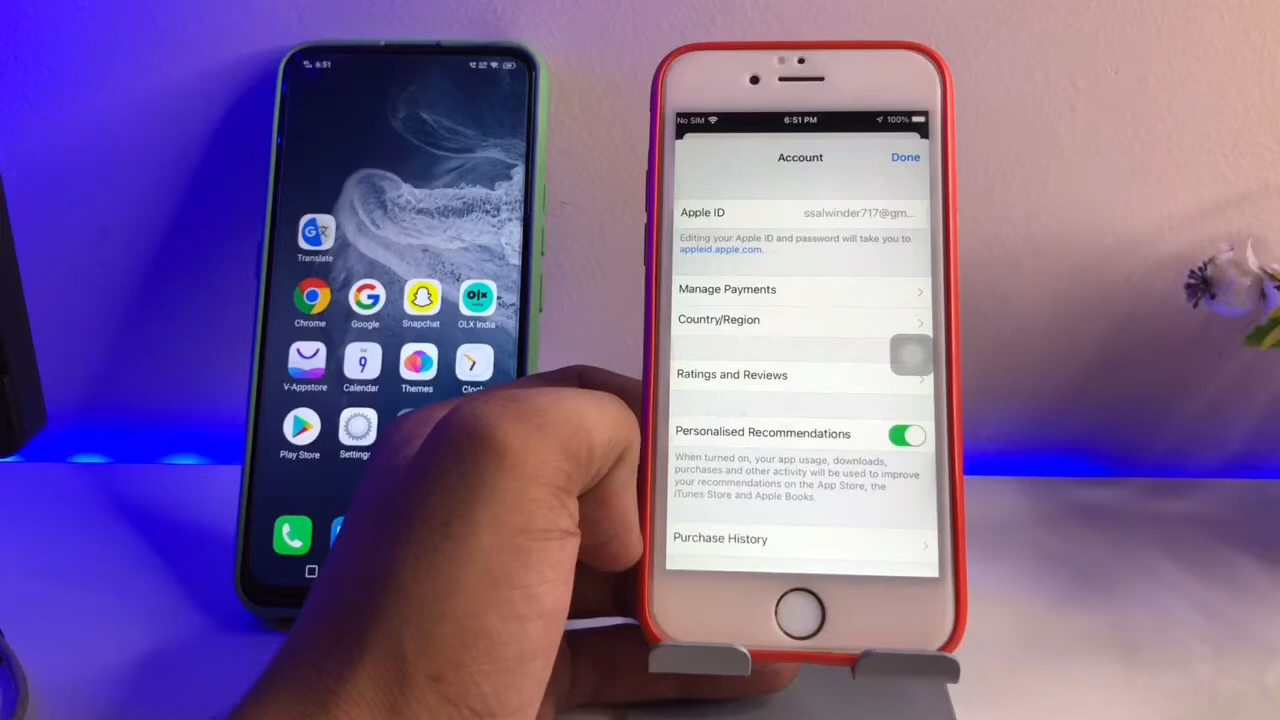 6:51
Translate
Chrome
Google
Snapchat
OLX India
olx
V-Appstore
9
Calendar
Themes
Play Store
Settings
No SIM
6:51 PM
100%
Account
Done
Apple ID
ssalwinder717@gm...
Editing your Apple ID and password will take you to
appleid.apple.com.
Manage Payments
Country/Region
Ratings and Reviews
Personalised Recommendations
When turned on, your app usage, downloads,
purchases and other activity will be used to improve
your recommendations on the App Store, the
iTunes Store and Apple Books.
Purchase History